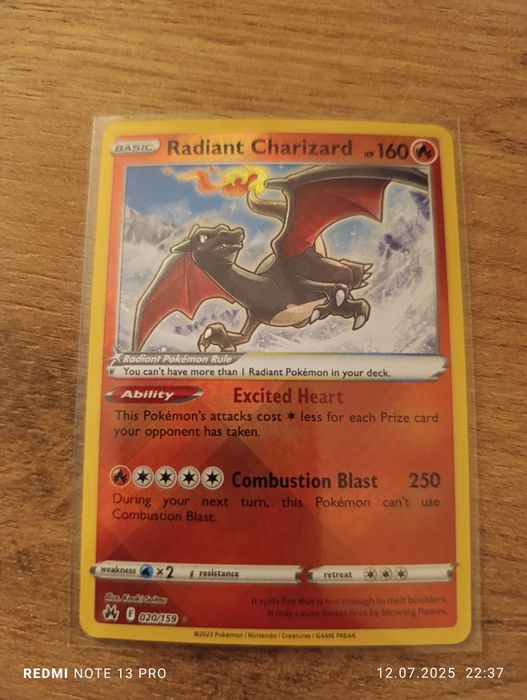 BASIC Radiant Charizard HP 160
Radiant Pokémon Rule
You can't have more than 1 Radiant Pokémon in your deck.
Ability Excited Heart
This Pokémon's attacks cost less for each Prize card
your opponent has taken.
Combustion Blast 250
During your next turn, this Pokémon can't use
Combustion Blast.
weakness ×2 resistance retreat
Illus. Kouki Saitou
F 020/159
It spits fire that is hot enough to melt boulders.
It may cause forest fires by blowing flames.
©2023 Pokémon / Nintendo / Creatures / GAME FREAK
REDMI NOTE 13 PRO 12.07.2025 22:37